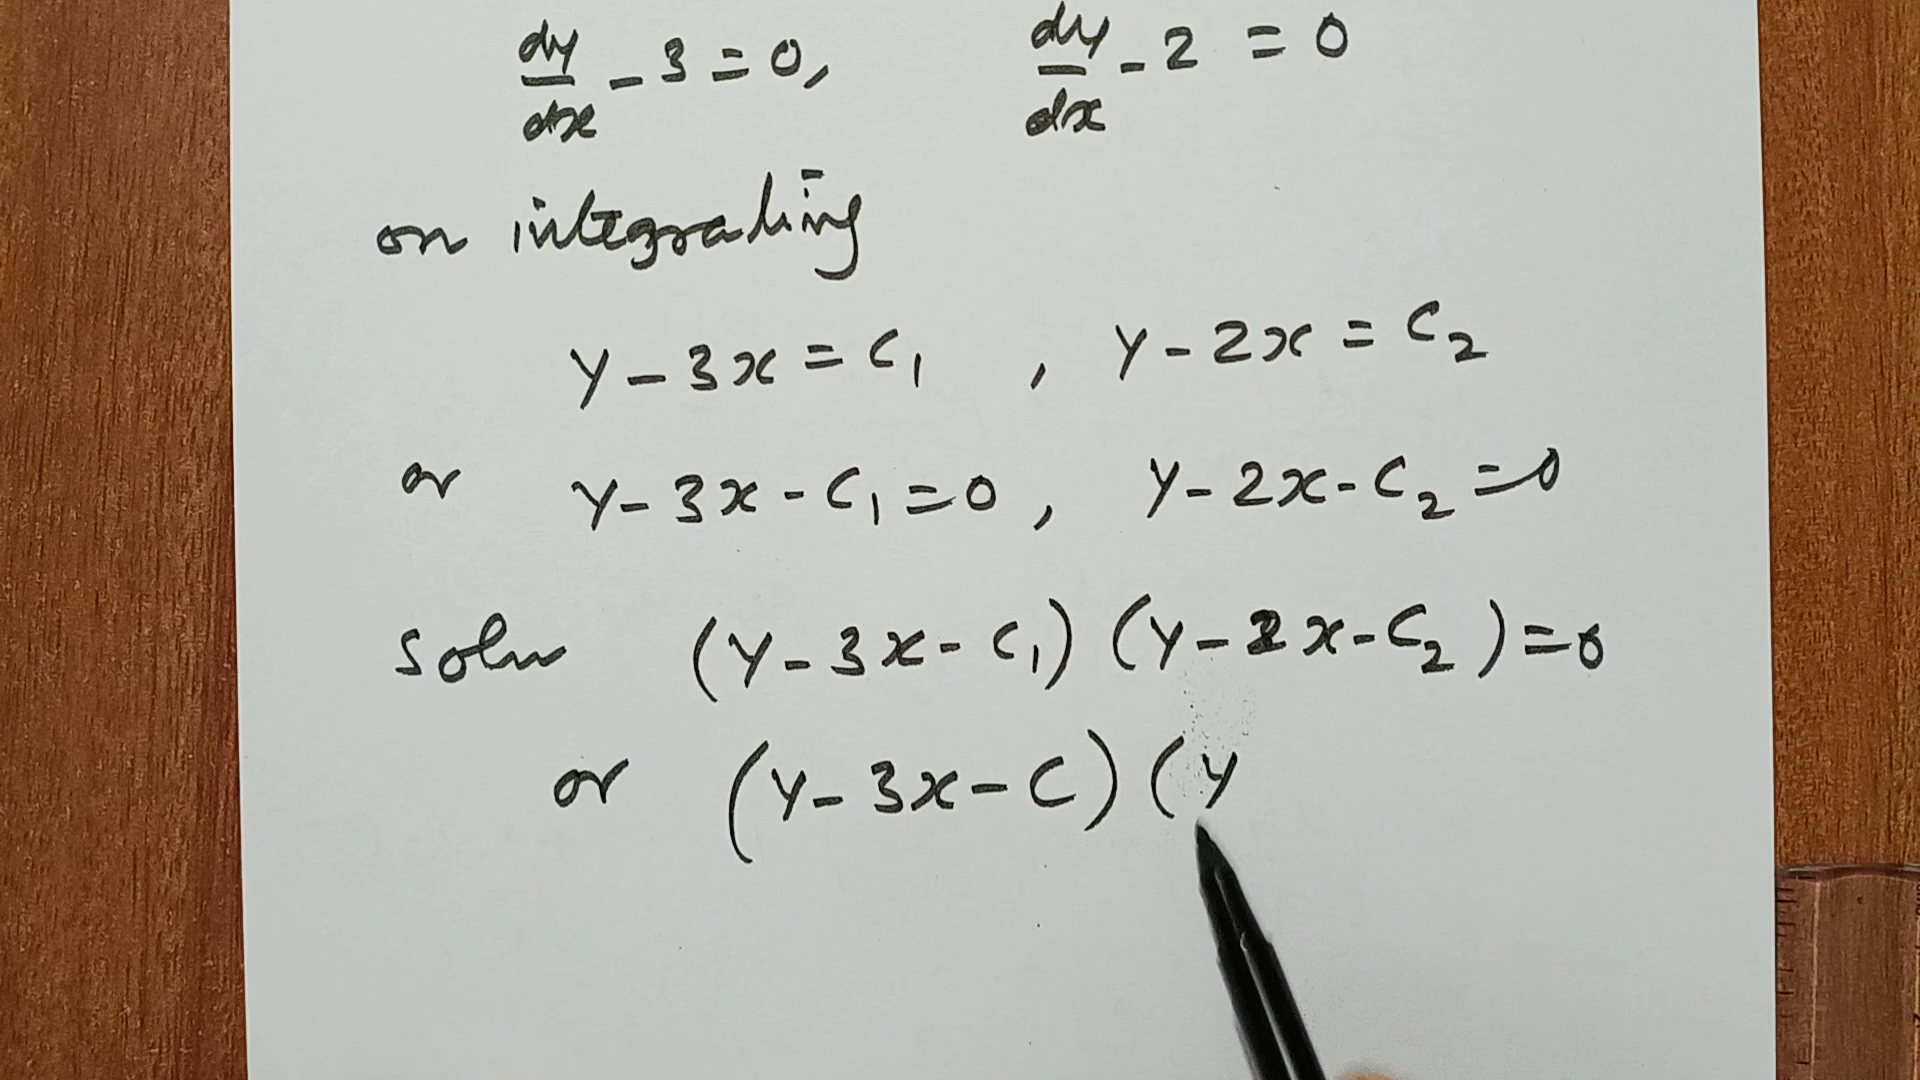 dy/dx - 3 = 0, dy/dx - 2 = 0
on integrating
y - 3x = C₁ , y - 2x = C₂
or y - 3x - C₁ = 0 , y - 2x - C₂ = 0
soln (y - 3x - C₁) (y - 2x - C₂) = 0
or (y - 3x - C) (y